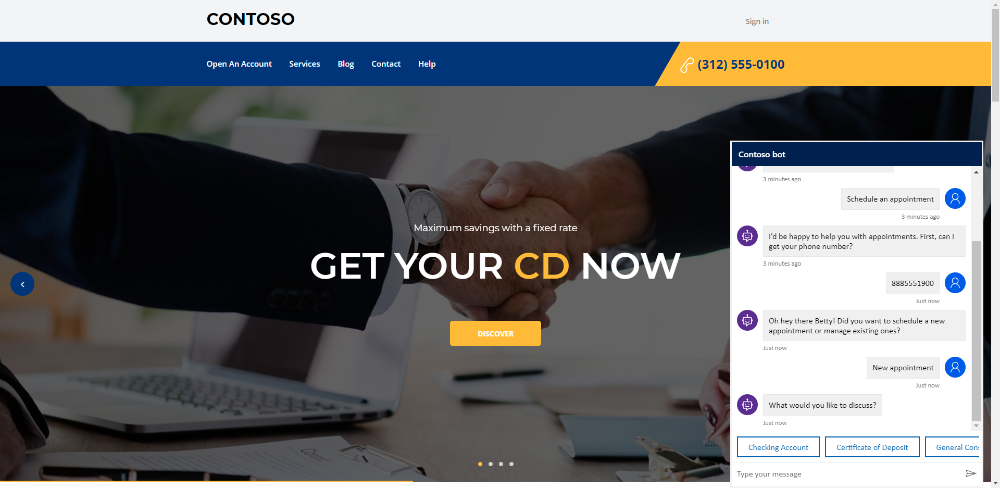 CONTOSO
Sign in
Open An Account
Services
Blog
Contact
Help
(312) 555-0100
Maximum savings with a fixed rate
GET YOUR CD NOW
DISCOVER
Contoso bot
3 minutes ago
Schedule an appointment
3 minutes ago
I'd be happy to help you with appointments. First, can I
get your phone number?
3 minutes ago
8885551900
Just now
Oh hey there Betty! Did you want to schedule a new
appointment or manage existing ones?
Just now
New appointment
Just now
What would you like to discuss?
Just now
Checking Account
Certificate of Deposit
General
Type your message